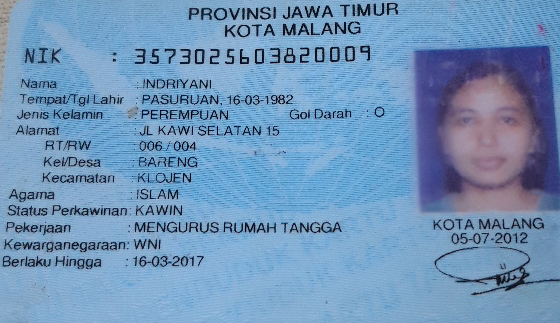 PROVINSI JAWA TIMUR
KOTA MALANG
NIK : 3573025603820009
Nama : INDRIYANI
Tempat/Tgl Lahir : PASURUAN, 16-03-1982
Jenis Kelamin : PEREMPUAN Gol Darah : O
Alamat : JL KAWI SELATAN 15
RT/RW : 006 / 004
Kel/Desa : BARENG
Kecamatan : KLOJEN
Agama : ISLAM
Status Perkawinan: KAWIN
Pekerjaan : MENGURUS RUMAH TANGGA
Kewarganegaraan: WNI
Berlaku Hingga : 16-03-2017
KOTA MALANG
05-07-2012